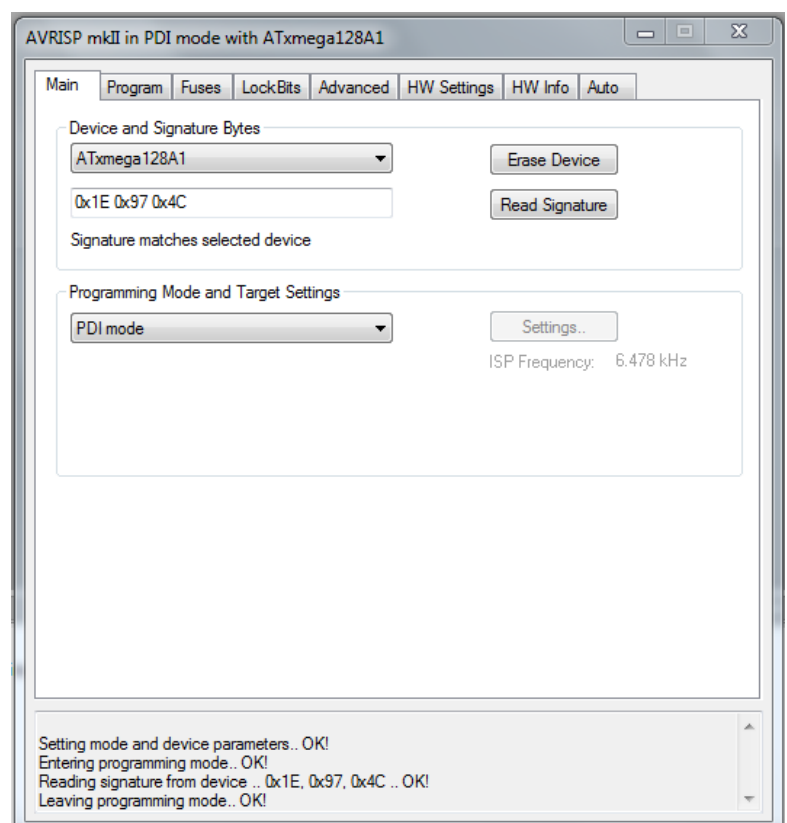 AVRISP mkII in PDI mode with ATxmega128A1
Main Program Fuses LockBits Advanced HW Settings HW Info Auto
Device and Signature Bytes
ATxmega128A1 Erase Device
0x1E 0x97 0x4C Read Signature
Signature matches selected device
Programming Mode and Target Settings
PDI mode Settings..
ISP Frequency: 6.478 kHz
Setting mode and device parameters.. OK!
Entering programming mode.. OK!
Reading signature from device .. 0x1E, 0x97, 0x4C .. OK!
Leaving programming mode.. OK!